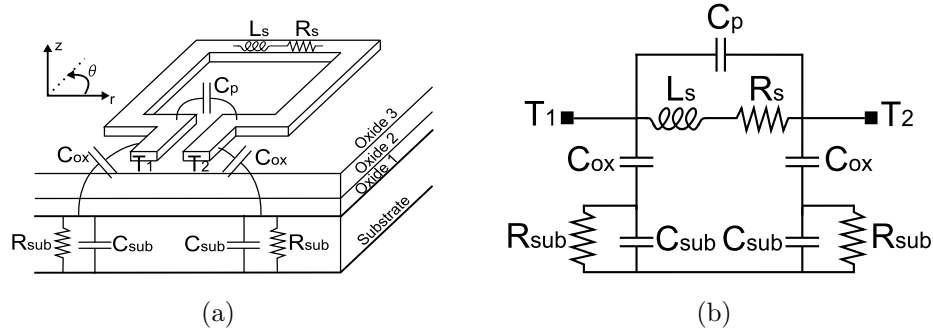 z
θ
r
Ls
Rs
Cp
Cox
T1
T2
Cox
Oxide 3
Oxide 2
Oxide 1
Substrate
Rsub
Csub
Csub
Rsub
(a)
Cp
T1
Ls
Rs
T2
Cox
Cox
Rsub
Csub
Csub
Rsub
(b)